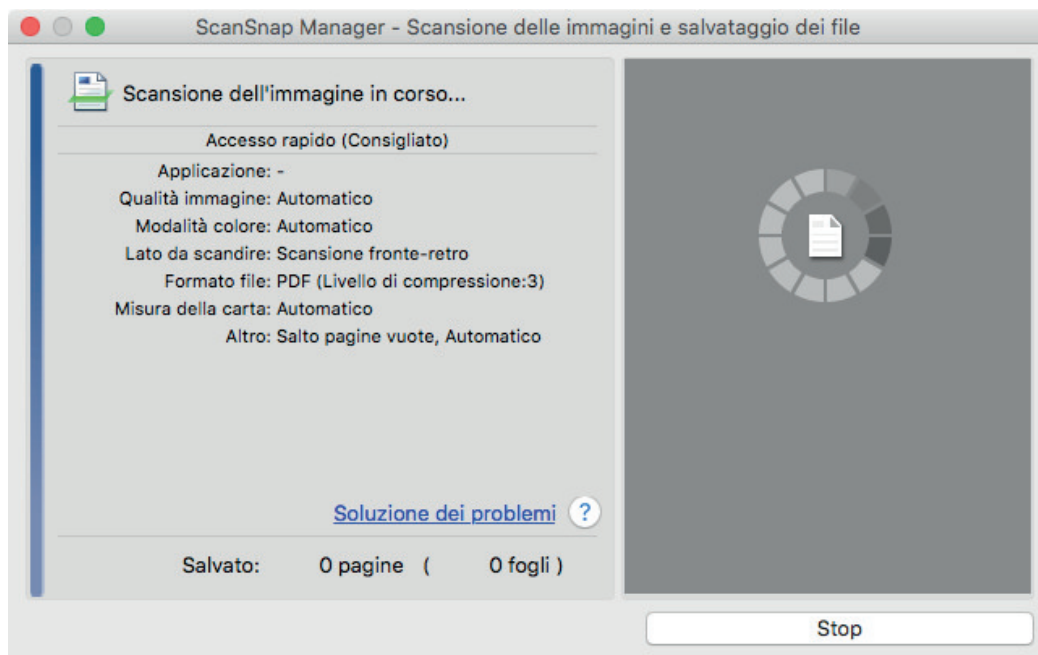 ScanSnap Manager - Scansione delle immagini e salvataggio dei file
Scansione dell'immagine in corso...
Accesso rapido (Consigliato)
Applicazione: -
Qualità immagine: Automatico
Modalità colore: Automatico
Lato da scandire: Scansione fronte-retro
Formato file: PDF (Livello di compressione:3)
Misura della carta: Automatico
Altro: Salto pagine vuote, Automatico
Soluzione dei problemi ?
Salvato: 0 pagine ( 0 fogli )
Stop